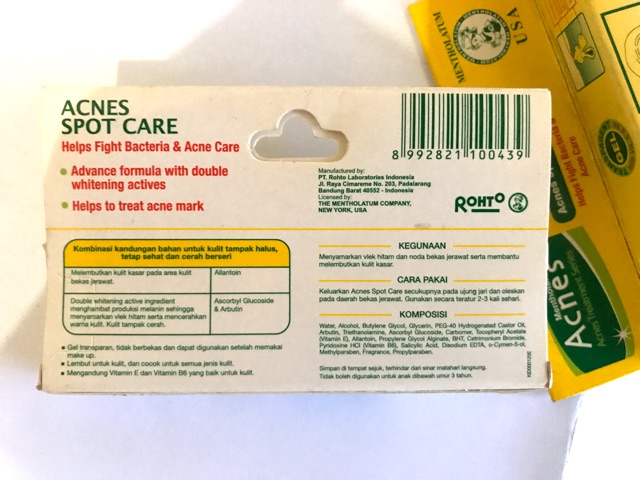 ACNES
SPOT CARE
Helps Fight Bacteria & Acne Care
Advance formula with double
whitening actives
Helps to treat acne mark
8 992821 100439
Manufactured by:
PT. Rohto Laboratories Indonesia
Jl. Raya Cimareme No. 203, Padalarang
Bandung Barat 40552 - Indonesia
Licensed by:
THE MENTHOLATUM COMPANY,
NEW YORK, USA
ROHTO
Kombinasi kandungan bahan untuk kulit tampak halus,
tetap sehat dan cerah berseri
Melembutkan kulit kasar pada area kulit
bekas jerawat.
Allantoin
Double whitening active ingredient
menghambat produksi melanin sehingga
menyamarkan vlek hitam serta mencerahkan
warna kulit. Kulit tampak cerah.
Ascorbyl Glucoside
& Arbutin
Gel transparan, tidak berbekas dan dapat digunakan setelah memakai
make up.
Lembut untuk kulit, dan cocok untuk semua jenis kulit.
Mengandung Vitamin E dan Vitamin B6 yang baik untuk kulit.
KEGUNAAN
Menyamarkan vlek hitam dan noda bekas jerawat serta membantu
melembutkan kulit kasar.
CARA PAKAI
Keluarkan Acnes Spot Care secukupnya pada ujung jari dan oleskan
pada daerah bekas jerawat. Gunakan secara teratur 2-3 kali sehari.
KOMPOSISI
Water, Alcohol, Butylene Glycol, Glycerin, PEG-40 Hydrogenated Castor Oil,
Arbutin, Triethanolamine, Ascorbyl Glucoside, Carbomer, Tocopheryl Acetate
(Vitamin E), Allantoin, Propylene Glycol Alginate, BHT, Cetrimonium Bromide,
Pyridoxine HCl (Vitamin B6), Salicylic Acid, Disodium EDTA, o-Cymen-5-ol,
Methylparaben, Fragrance, Propylparaben.
Simpan di tempat sejuk, terhindar dari sinar matahari langsung.
Tidak boleh digunakan untuk anak dibawah umur 3 tahun.
MENTHOLATUM
USA
Acnes
Helps Fight Bacteria &
Acne Care
GEL
Acnes
Acnes Treatment Series